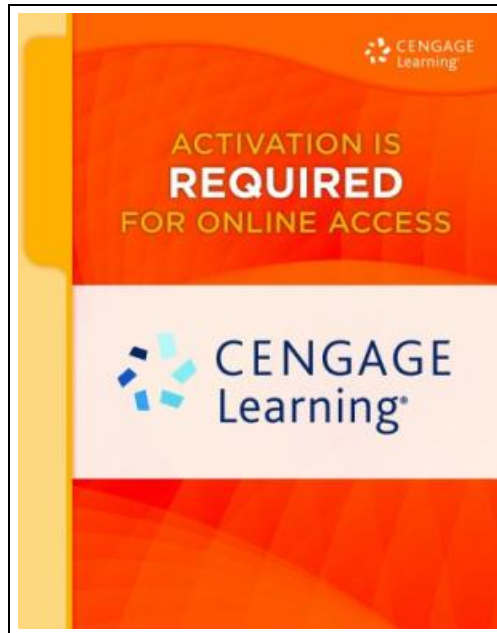 CENGAGE
Learning
ACTIVATION IS
REQUIRED
FOR ONLINE ACCESS
CENGAGE
Learning®